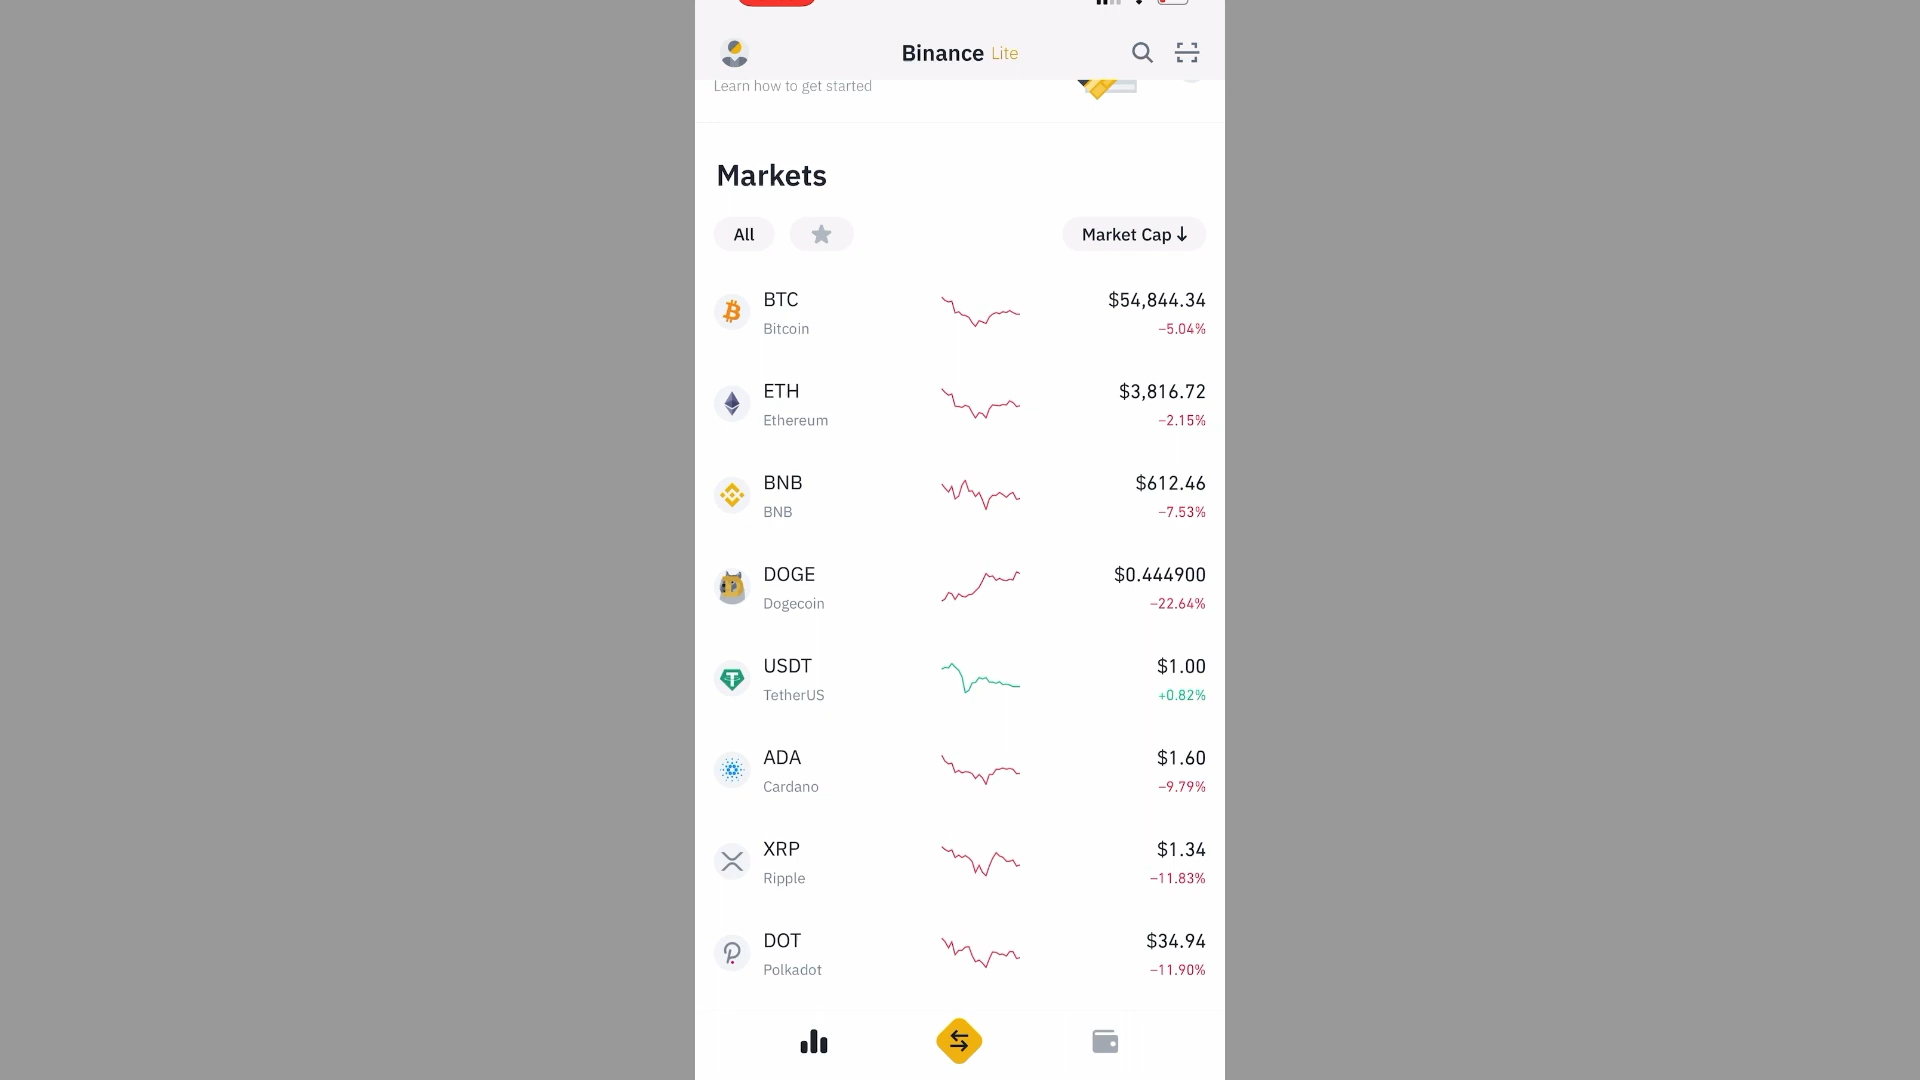 Binance Lite
Learn how to get started
Markets
All
Market Cap ↓
BTC
$54,844.34
Bitcoin
-5.04%
ETH
$3,816.72
Ethereum
-2.15%
BNB
$612.46
BNB
-7.53%
DOGE
$0.444900
Dogecoin
-22.64%
USDT
$1.00
TetherUS
+0.82%
ADA
$1.60
Cardano
-9.79%
XRP
$1.34
Ripple
-11.83%
DOT
$34.94
Polkadot
-11.90%